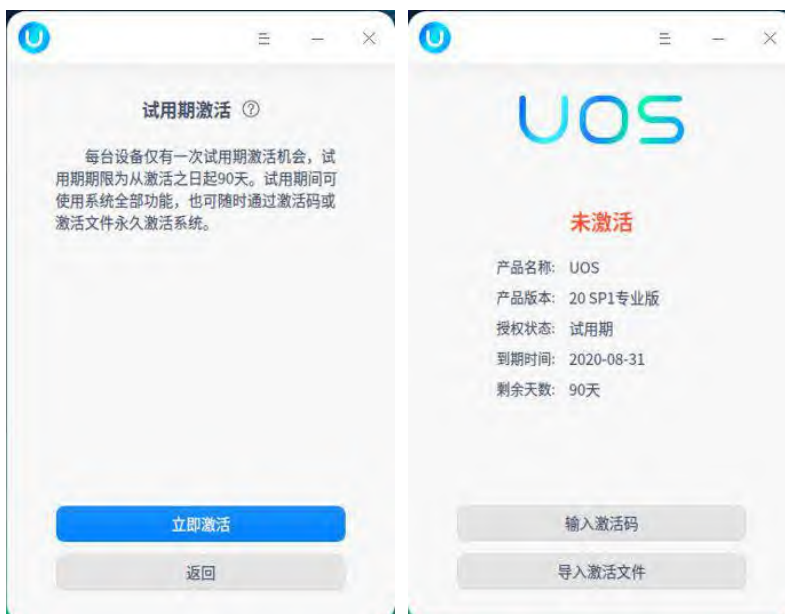 试用期激活
每台设备仅有一次试用期激活机会，试
用期期限为从激活之日起90天。试用期间可
使用系统全部功能，也可随时通过激活码或
激活文件永久激活系统。
立即激活
返回
UOS
未激活
产品名称: UOS
产品版本: 20 SP1专业版
授权状态: 试用期
到期时间: 2020-08-31
剩余天数: 90天
输入激活码
导入激活文件